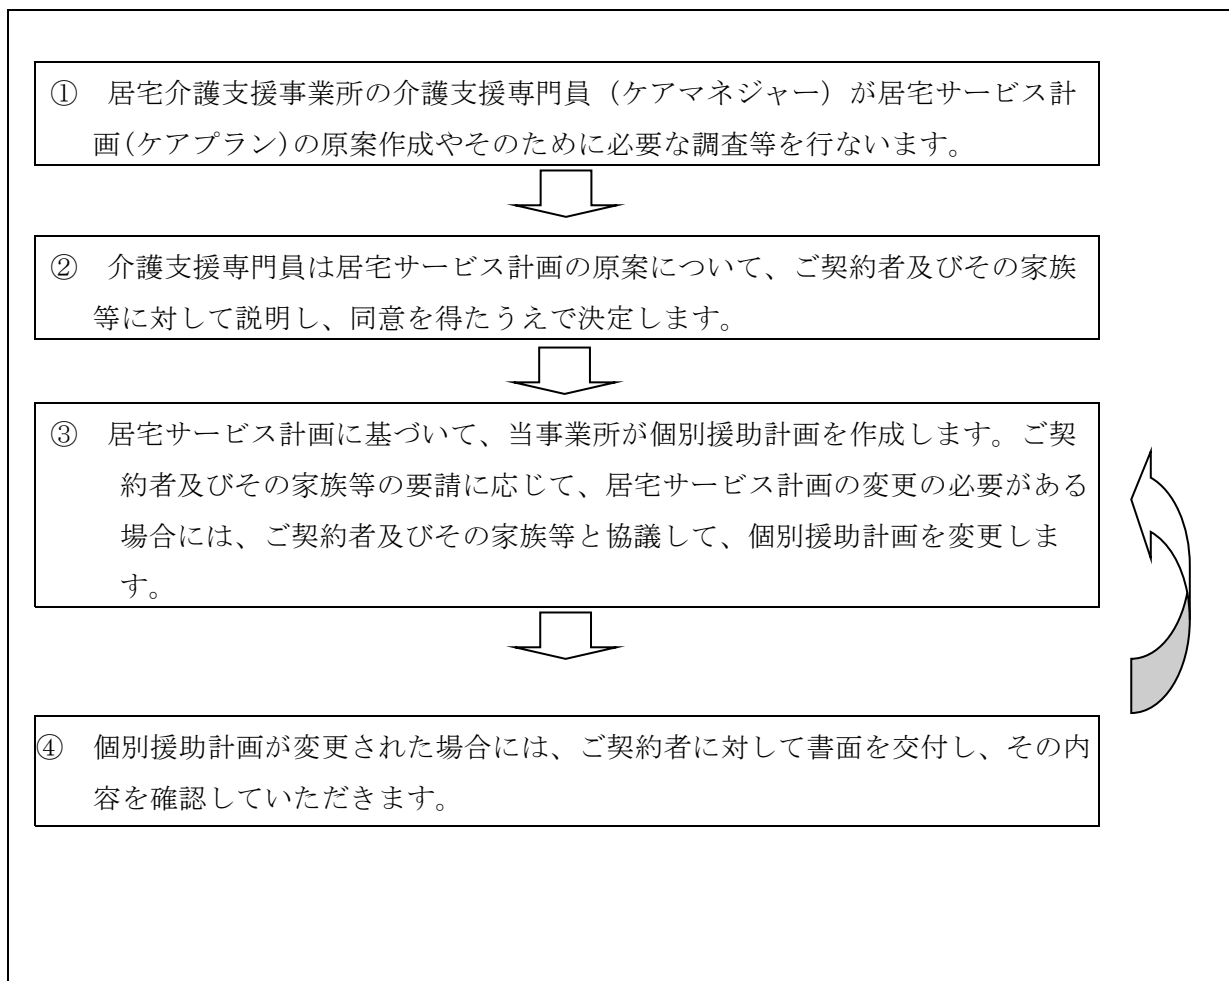 ① 居宅介護支援事業所の介護支援専門員（ケアマネジャー）が居宅サービス計
画(ケアプラン)の原案作成やそのために必要な調査等を行ないます。
② 介護支援専門員は居宅サービス計画の原案について、ご契約者及びその家族
等に対して説明し、同意を得たうえで決定します。
③ 居宅サービス計画に基づいて、当事業所が個別援助計画を作成します。ご契
約者及びその家族等の要請に応じて、居宅サービス計画の変更の必要がある
場合には、ご契約者及びその家族等と協議して、個別援助計画を変更しま
す。
④ 個別援助計画が変更された場合には、ご契約者に対して書面を交付し、その内
容を確認していただきます。